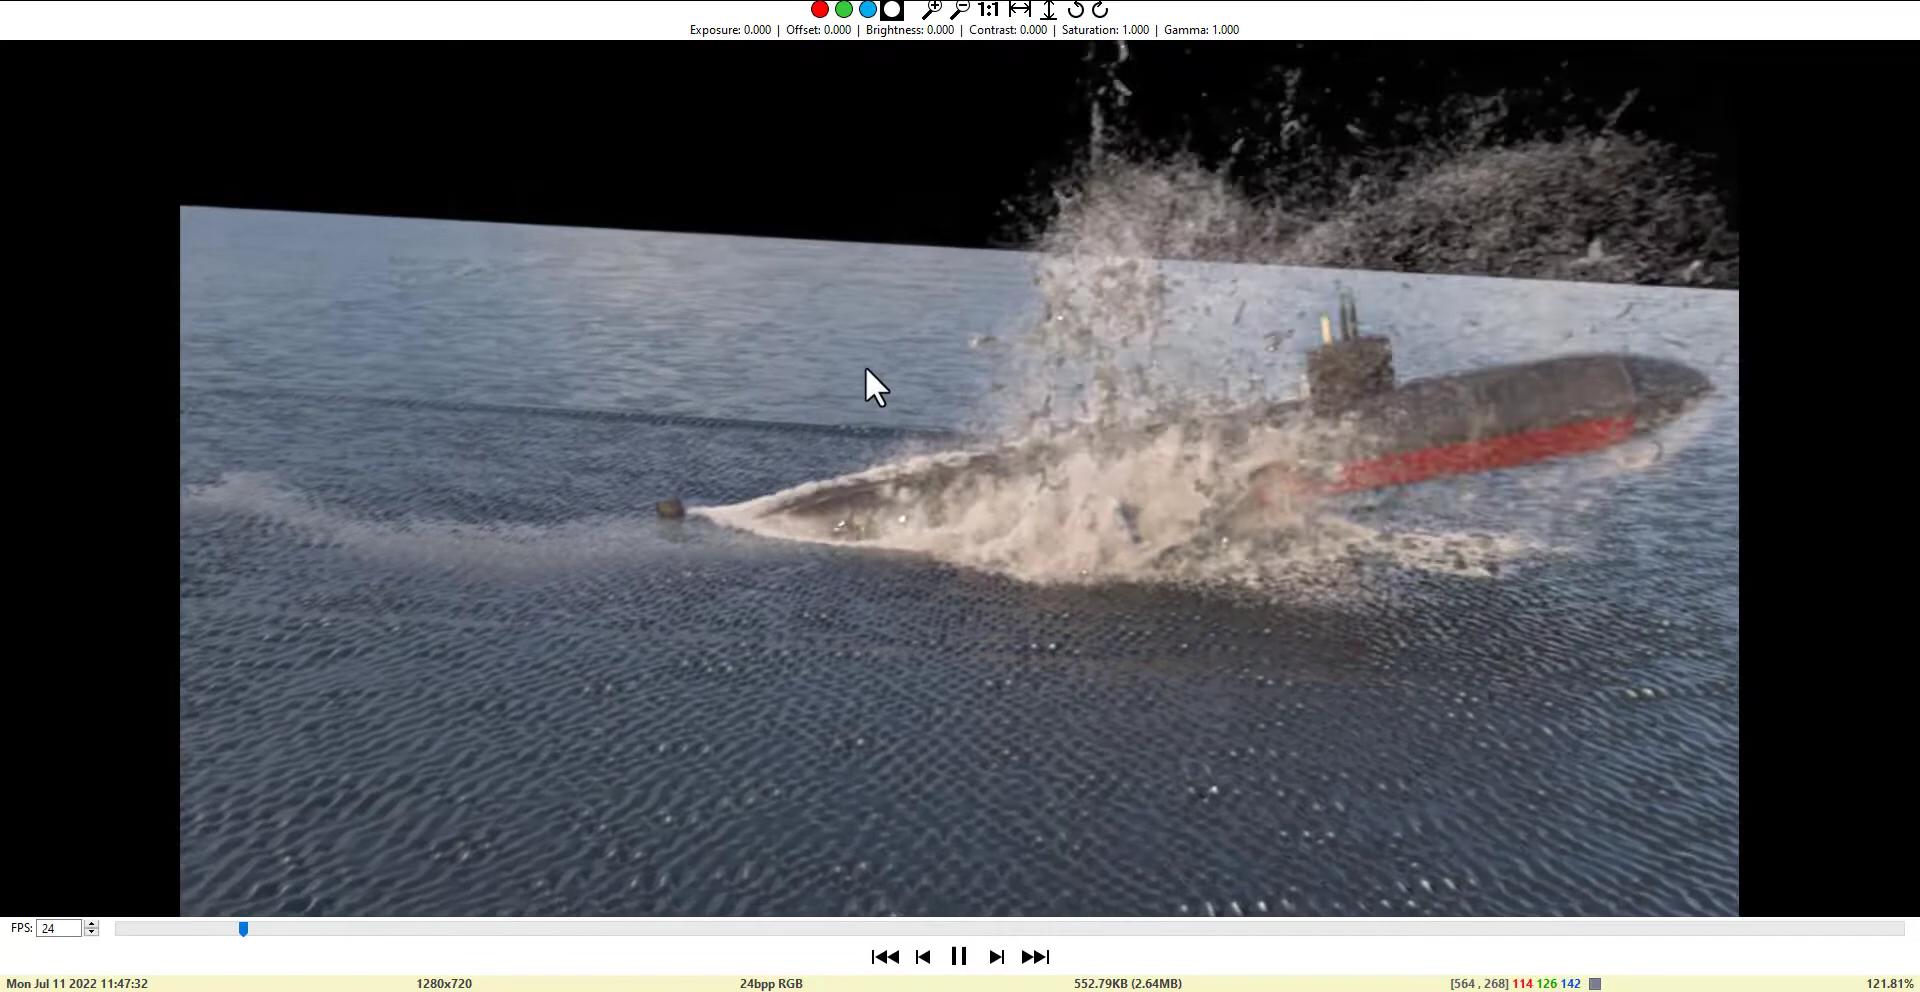 1:1
Exposure: 0.000 | Offset: 0.000 | Brightness: 0.000 | Contrast: 0.000 | Saturation: 1.000 | Gamma: 1.000
FPS: 24
Mon Jul 11 2022 11:47:32 1280x720 24bpp RGB 552.79KB (2.64MB) [564 , 268] 114 126 142 121.81%